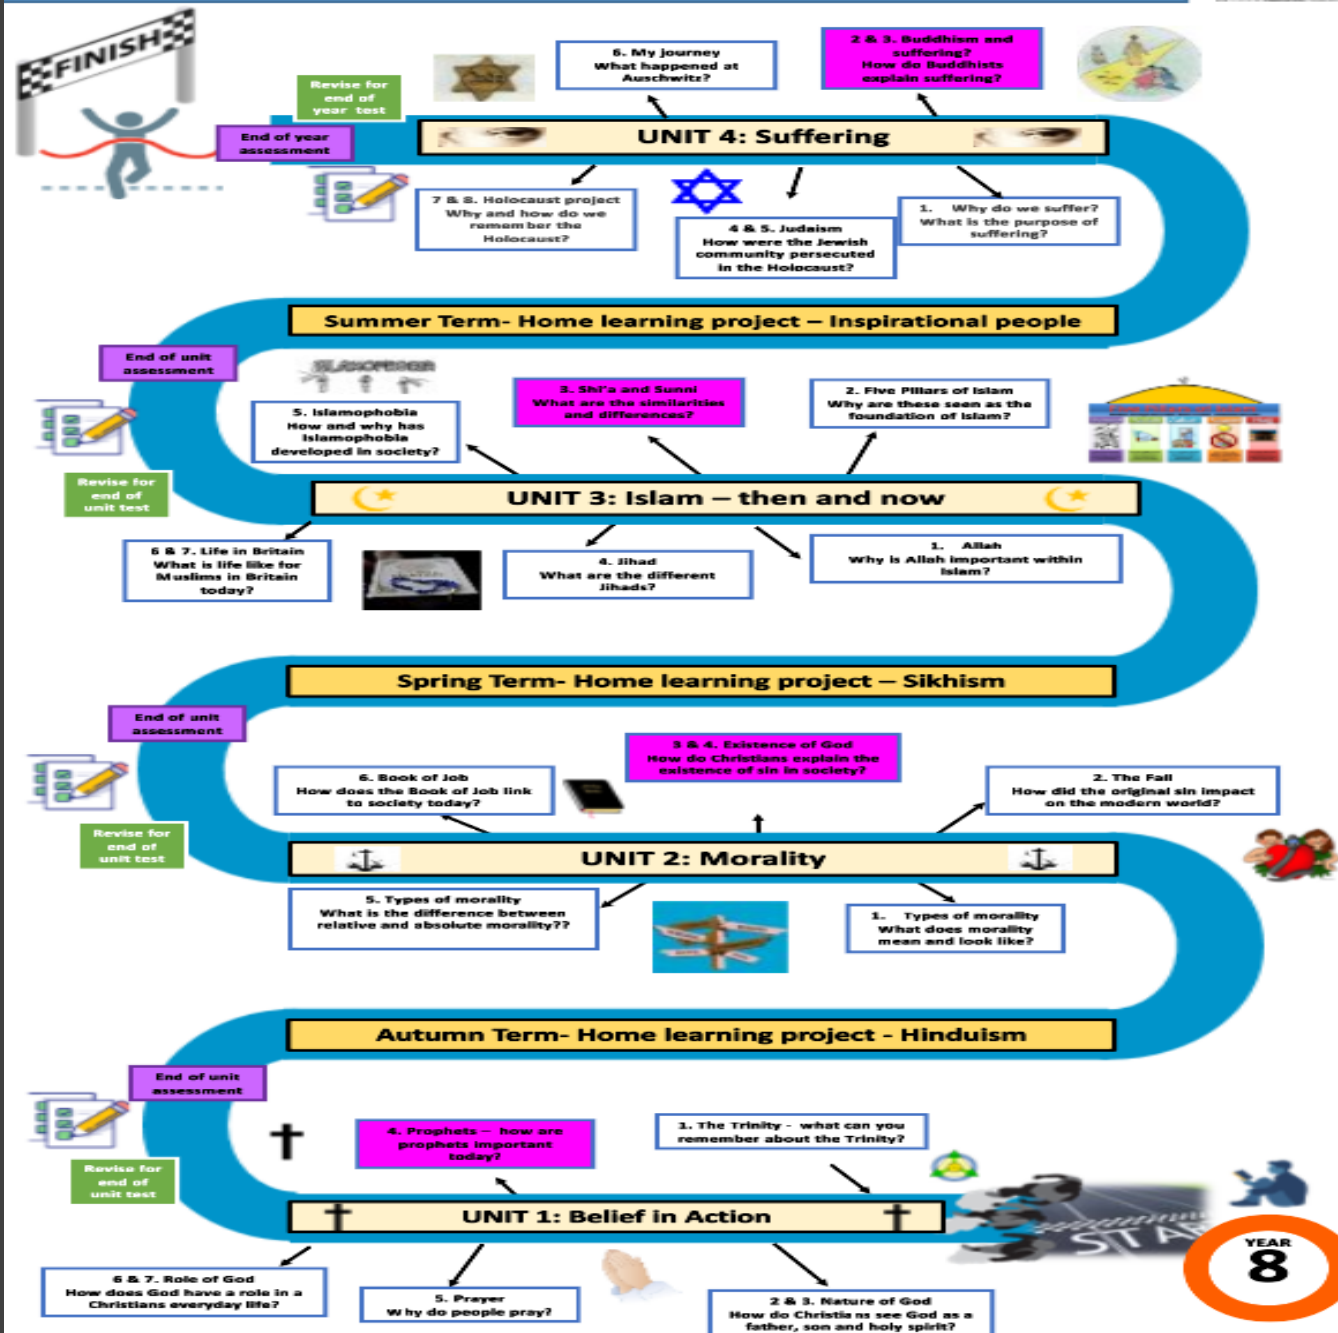 FINISH
Revise for
end of
year test
End of year
assessment
6. My journey
What happened at
Auschwitz?
2 & 3. Buddhism and
suffering?
How do Buddhists
explain suffering?
UNIT 4: Suffering
7 & 8. Holocaust project
Why and how do we
remember the
Holocaust?
4 & 5. Judaism
How were the Jewish
community persecuted
in the Holocaust?
1. Why do we suffer?
What is the purpose of
suffering?
Summer Term- Home learning project – Inspirational people
End of unit
assessment
Revise for
end of
unit test
ISLAMOPHOBIA
5. Islamophobia
How and why has
Islamophobia
developed in society?
3. Shi'a and Sunni
What are the similarities
and differences?
2. Five Pillars of Islam
Why are these seen as the
foundation of Islam?
UNIT 3: Islam – then and now
6 & 7. Life in Britain
What is life like for
Muslims in Britain
today?
4. Jihad
What are the different
Jihads?
1. Allah
Why is Allah important within
Islam?
Spring Term- Home learning project – Sikhism
End of unit
assessment
Revise for
end of
unit test
6. Book of Job
How does the Book of Job link
to society today?
3 & 4. Existence of God
How do Christians explain the
existence of sin in society?
2. The Fall
How did the original sin impact
on the modern world?
UNIT 2: Morality
5. Types of morality
What is the difference between
relative and absolute morality??
1. Types of morality
What does morality
mean and look like?
Autumn Term- Home learning project - Hinduism
End of unit
assessment
Revise for
end of
unit test
4. Prophets – how are
prophets important
today?
1. The Trinity - what can you
remember about the Trinity?
UNIT 1: Belief in Action
START
YEAR
8
6 & 7. Role of God
How does God have a role in a
Christians everyday life?
5. Prayer
Why do people pray?
2 & 3. Nature of God
How do Christians see God as a
father, son and holy spirit?